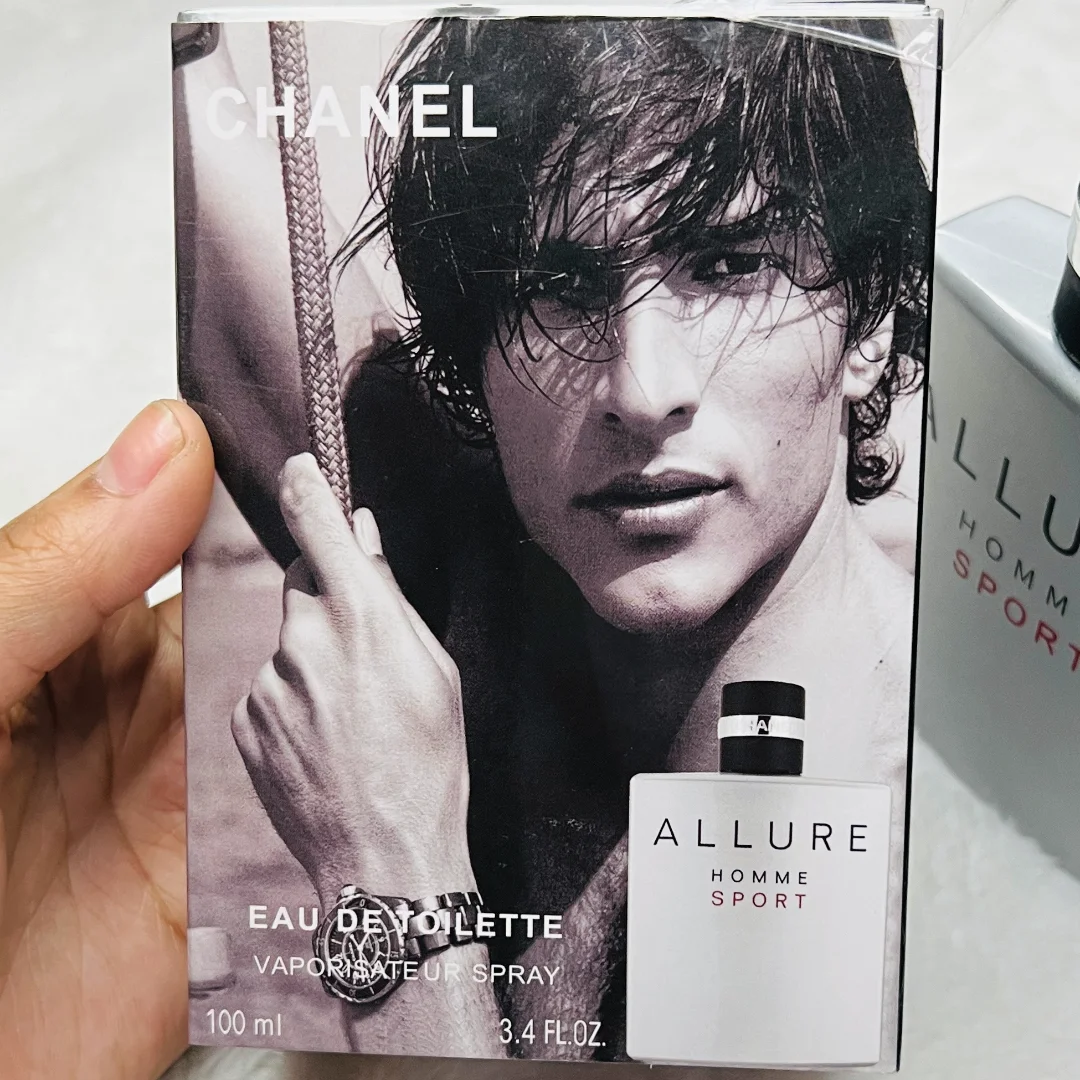 CHANEL
EAU DE TOILETTE
VAPORISATEUR SPRAY
100 ml
3.4 FL.OZ.
ALLURE
HOMME
SPORT
ALLU
HOMM
SPORT